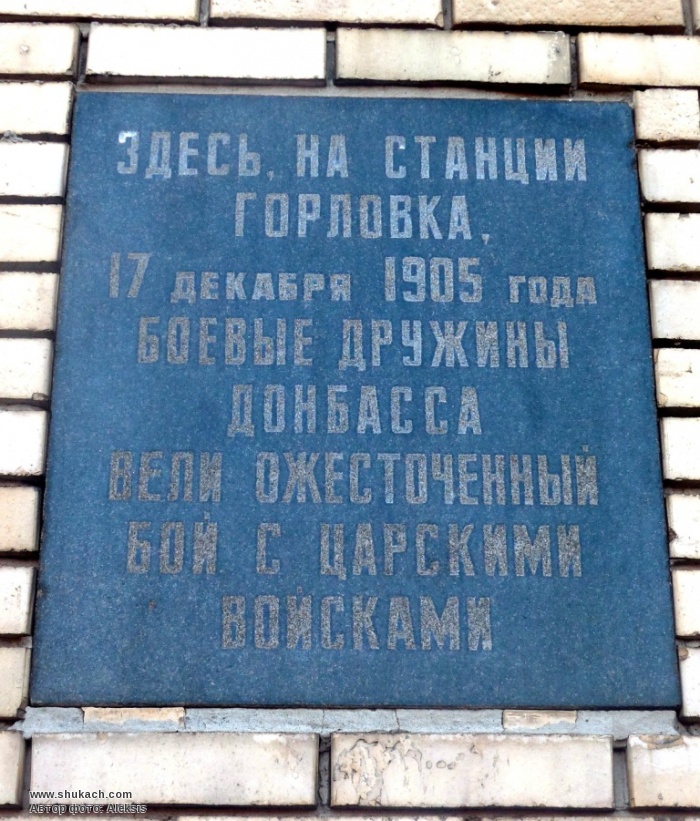 ЗДЕСЬ, НА СТАНЦИИ
ГОРЛОВКА,
17 ДЕКАБРЯ 1905 ГОДА
БОЕВЫЕ ДРУЖИНЫ
ДОНБАССА
ВЕЛИ ОЖЕСТОЧЕННЫЙ
БОЙ С ЦАРСКИМИ
ВОЙСКАМИ
www.shukach.com
Автор фото: Aleksis